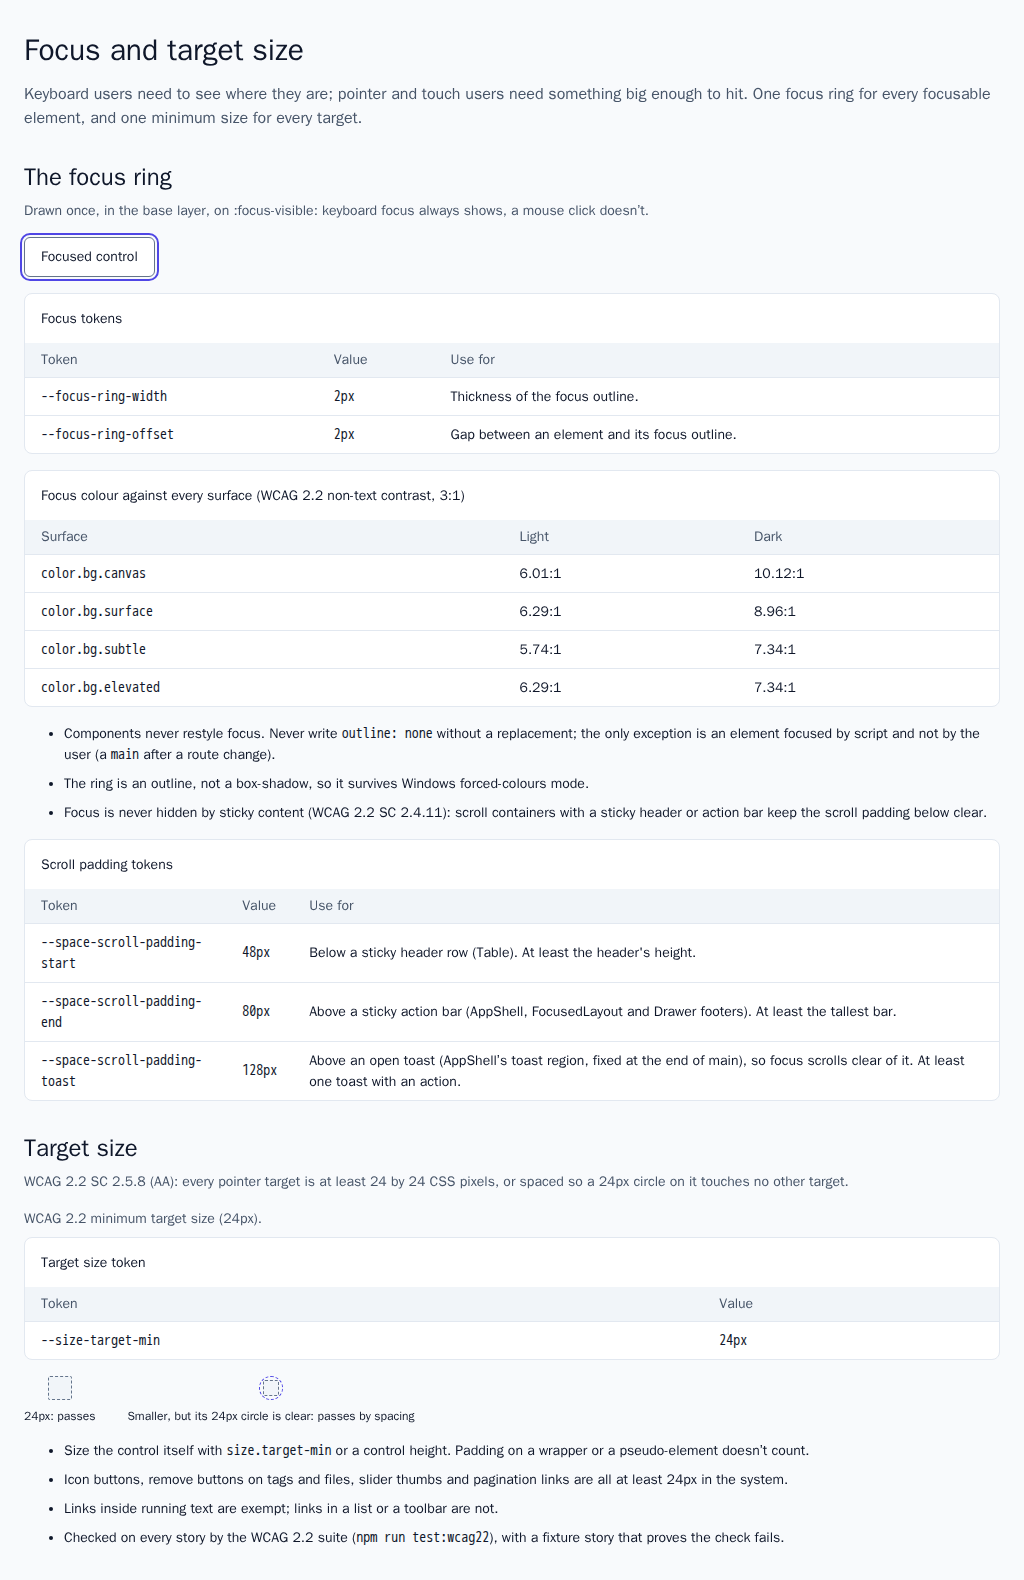 Focus and target size
Keyboard users need to see where they are; pointer and touch users need something big enough to hit. One focus ring for every focusable
element, and one minimum size for every target.
The focus ring
Drawn once, in the base layer, on :focus-visible: keyboard focus always shows, a mouse click doesn't.
Focused control
Focus tokens
Token Value Use for
--focus-ring-width 2px Thickness of the focus outline.
--focus-ring-offset 2px Gap between an element and its focus outline.
Focus colour against every surface (WCAG 2.2 non-text contrast, 3:1)
Surface Light Dark
color.bg.canvas 6.01:1 10.12:1
color.bg.surface 6.29:1 8.96:1
color.bg.subtle 5.74:1 7.34:1
color.bg.elevated 6.29:1 7.34:1
• Components never restyle focus. Never write outline: none without a replacement; the only exception is an element focused by script and not by the
user (a main after a route change).
• The ring is an outline, not a box-shadow, so it survives Windows forced-colours mode.
• Focus is never hidden by sticky content (WCAG 2.2 SC 2.4.11): scroll containers with a sticky header or action bar keep the scroll padding below clear.
Scroll padding tokens
Token Value Use for
--space-scroll-padding-
start
48px Below a sticky header row (Table). At least the header's height.
--space-scroll-padding-
end
80px Above a sticky action bar (AppShell, FocusedLayout and Drawer footers). At least the tallest bar.
--space-scroll-padding-
toast
128px Above an open toast (AppShell's toast region, fixed at the end of main), so focus scrolls clear of it. At least
one toast with an action.
Target size
WCAG 2.2 SC 2.5.8 (AA): every pointer target is at least 24 by 24 CSS pixels, or spaced so a 24px circle on it touches no other target.
WCAG 2.2 minimum target size (24px).
Target size token
Token Value
--size-target-min 24px
24px: passes Smaller, but its 24px circle is clear: passes by spacing
• Size the control itself with size.target-min or a control height. Padding on a wrapper or a pseudo-element doesn't count.
• Icon buttons, remove buttons on tags and files, slider thumbs and pagination links are all at least 24px in the system.
• Links inside running text are exempt; links in a list or a toolbar are not.
• Checked on every story by the WCAG 2.2 suite (npm run test:wcag22), with a fixture story that proves the check fails.